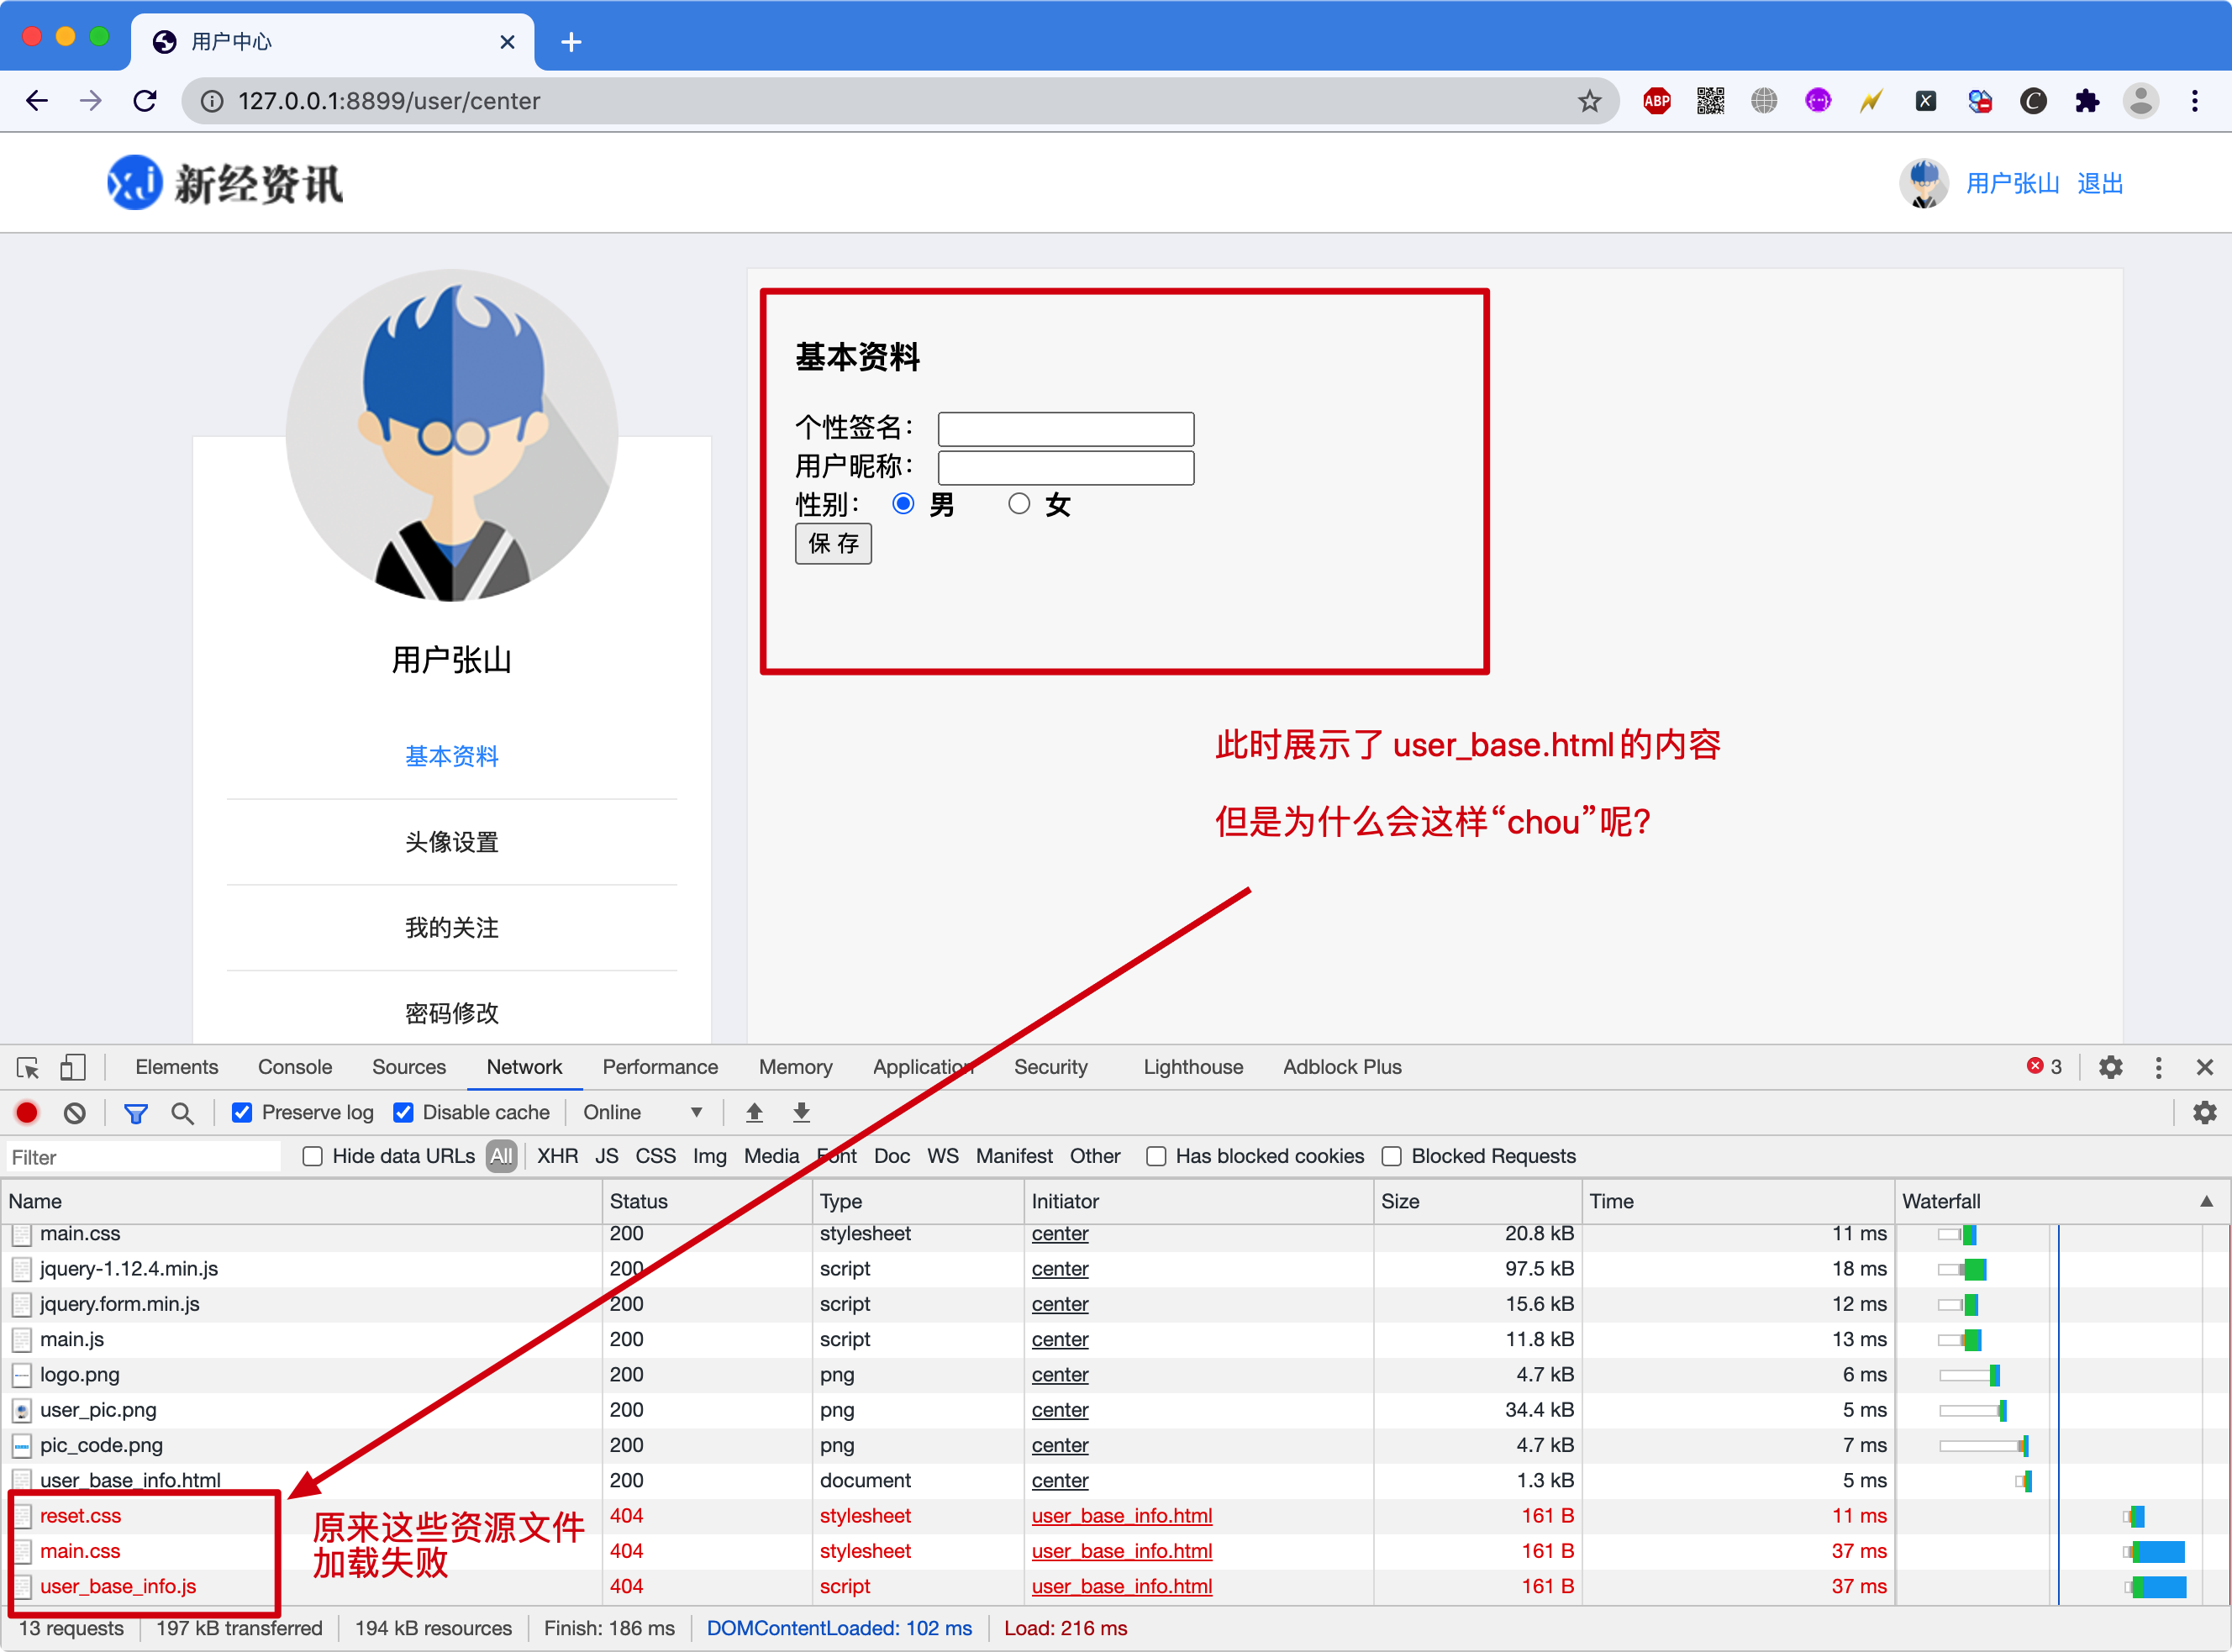 用户中心
127.0.0.1:8899/user/center
ABP
xj 新经资讯
用户张山 退出
基本资料
个性签名：
用户昵称：
性别： 男 女
保 存
用户张山
基本资料
头像设置
我的关注
密码修改
此时展示了 user_base.html的内容
但是为什么会这样“chou”呢？
Elements Console Sources Network Performance Memory Application Security Lighthouse Adblock Plus 3
Preserve log Disable cache Online
Filter Hide data URLs All XHR JS CSS Img Media Font Doc WS Manifest Other Has blocked cookies Blocked Requests
Name Status Type Initiator Size Time Waterfall
main.css 200 stylesheet center 20.8 kB 11 ms
jquery-1.12.4.min.js 200 script center 97.5 kB 18 ms
jquery.form.min.js 200 script center 15.6 kB 12 ms
main.js 200 script center 11.8 kB 13 ms
logo.png 200 png center 4.7 kB 6 ms
user_pic.png 200 png center 34.4 kB 5 ms
pic_code.png 200 png center 4.7 kB 7 ms
user_base_info.html 200 document center 1.3 kB 5 ms
reset.css 404 stylesheet user_base_info.html 161 B 11 ms
main.css 404 stylesheet user_base_info.html 161 B 37 ms
user_base_info.js 404 script user_base_info.html 161 B 37 ms
原来这些资源文件
加载失败
13 requests 197 kB transferred 194 kB resources Finish: 186 ms DOMContentLoaded: 102 ms Load: 216 ms